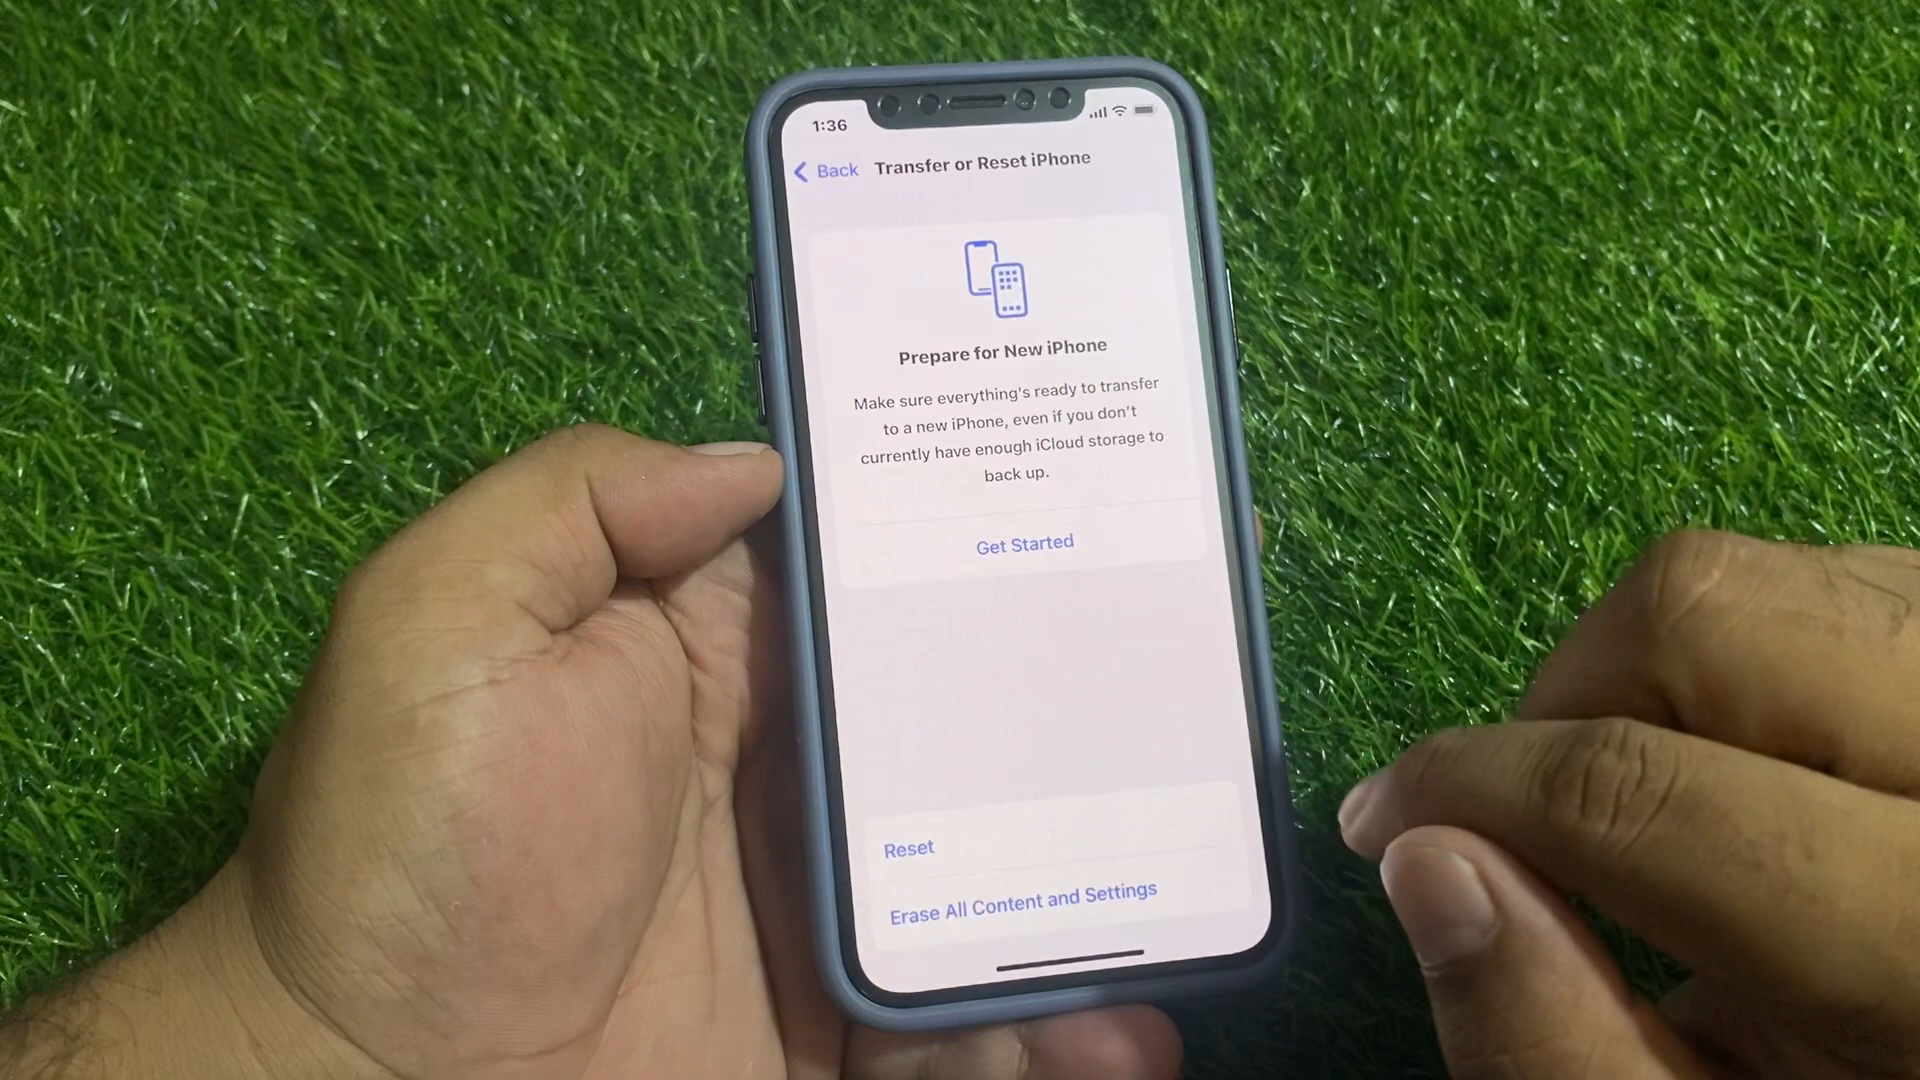 1:36
Back Transfer or Reset iPhone
Prepare for New iPhone
Make sure everything's ready to transfer
to a new iPhone, even if you don't
currently have enough iCloud storage to
back up.
Get Started
Reset
Erase All Content and Settings